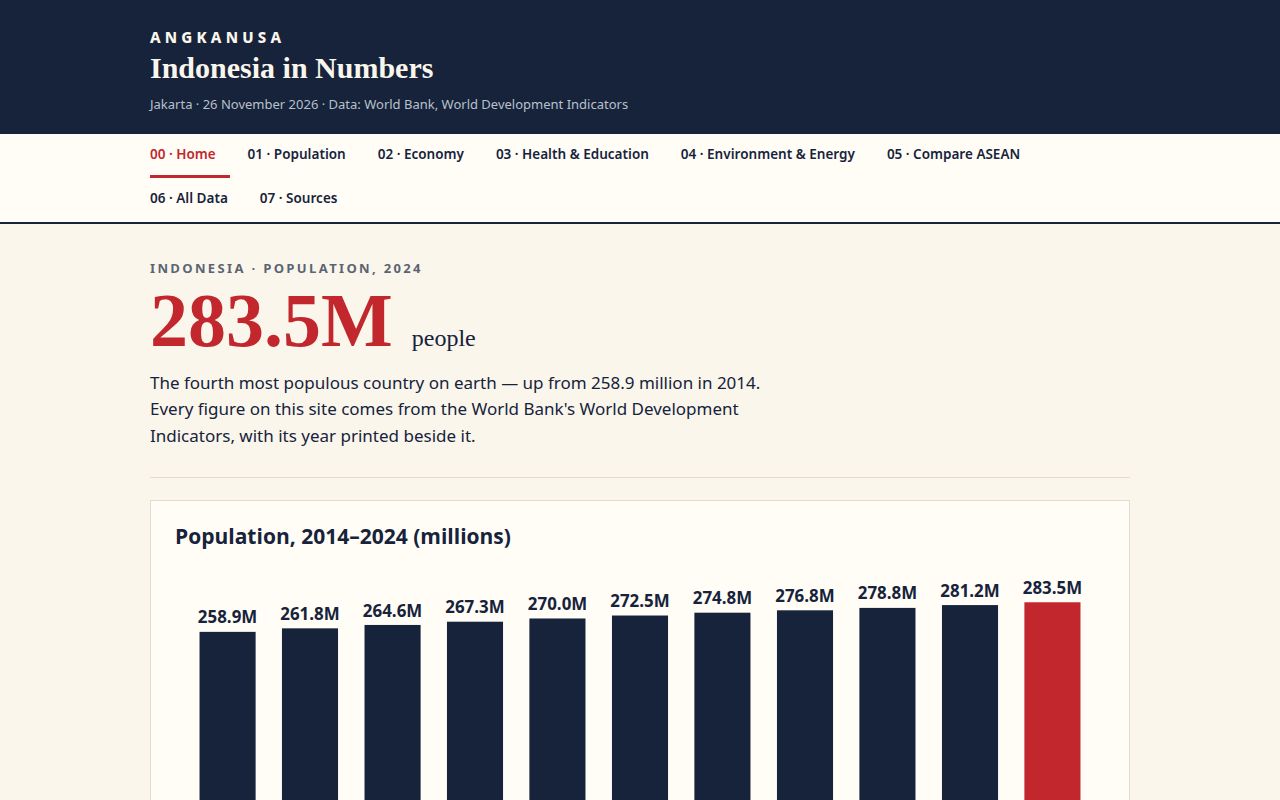 ANGKANUSA
Indonesia in Numbers
Jakarta · 26 November 2026 · Data: World Bank, World Development Indicators
00 · Home 01 · Population 02 · Economy 03 · Health & Education 04 · Environment & Energy 05 · Compare ASEAN
06 · All Data 07 · Sources
INDONESIA · POPULATION, 2024
283.5M people
The fourth most populous country on earth — up from 258.9 million in 2014.
Every figure on this site comes from the World Bank's World Development
Indicators, with its year printed beside it.
Population, 2014–2024 (millions)
258.9M 261.8M 264.6M 267.3M 270.0M 272.5M 274.8M 276.8M 278.8M 281.2M 283.5M